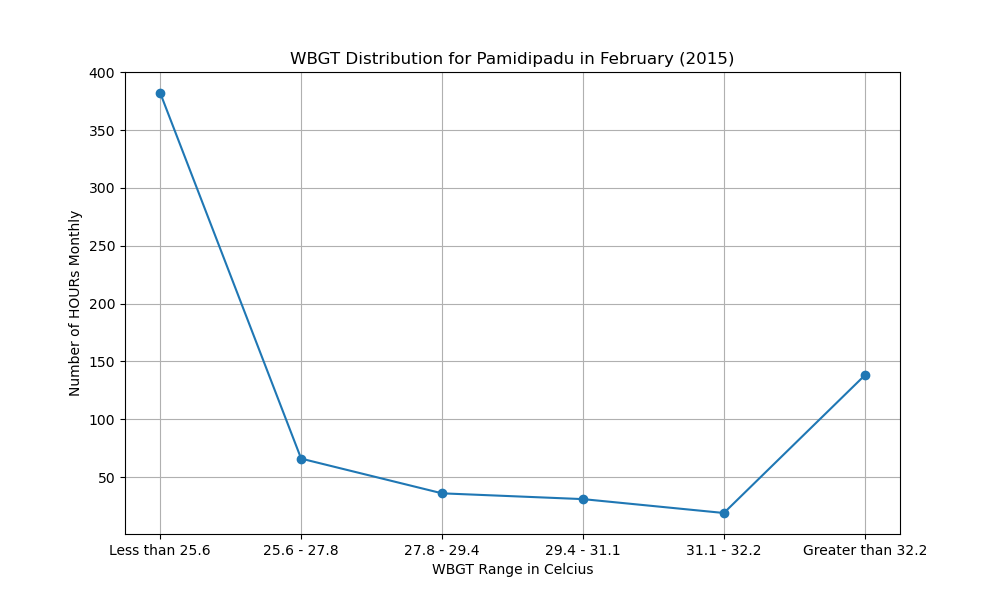 WBGT Distribution for Pamidipadu in February (2015)
Number of HOURs Monthly
400
350
300
250
200
150
100
50
Less than 25.6
25.6 - 27.8
27.8 - 29.4
29.4 - 31.1
31.1 - 32.2
Greater than 32.2
WBGT Range in Celcius